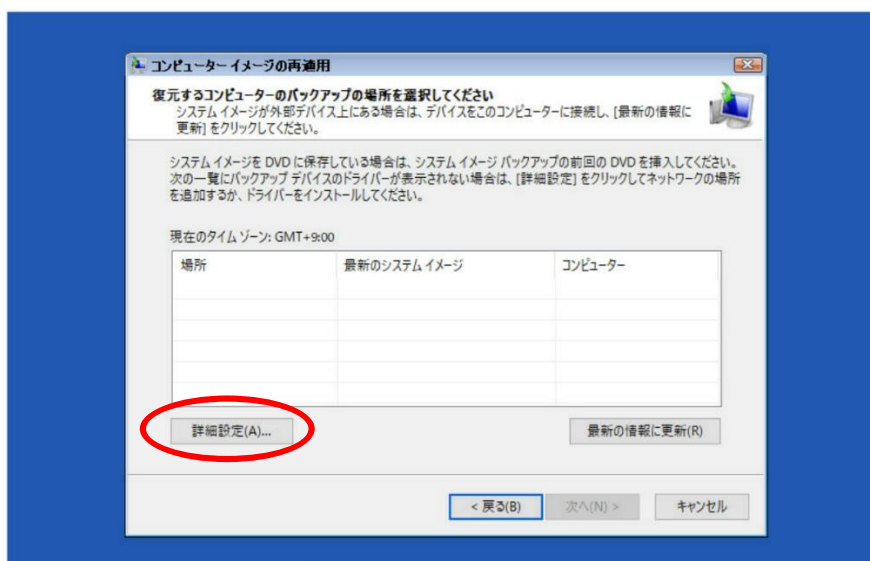 コンピューター イメージの再適用
復元するコンピューターのバックアップの場所を選択してください
システム イメージが外部デバイス上にある場合は、デバイスをこのコンピューターに接続し、[最新の情報に
更新] をクリックしてください。
システム イメージを DVD に保存している場合は、システム イメージ バックアップの前回の DVD を挿入してください。
次の一覧にバックアップ デバイスのドライバーが表示されない場合は、[詳細設定] をクリックしてネットワークの場所
を追加するか、ドライバーをインストールしてください。
現在のタイム ゾーン: GMT+9:00
場所 最新のシステム イメージ コンピューター
詳細設定(A)... 最新の情報に更新(R)
< 戻る(B) 次へ(N) > キャンセル